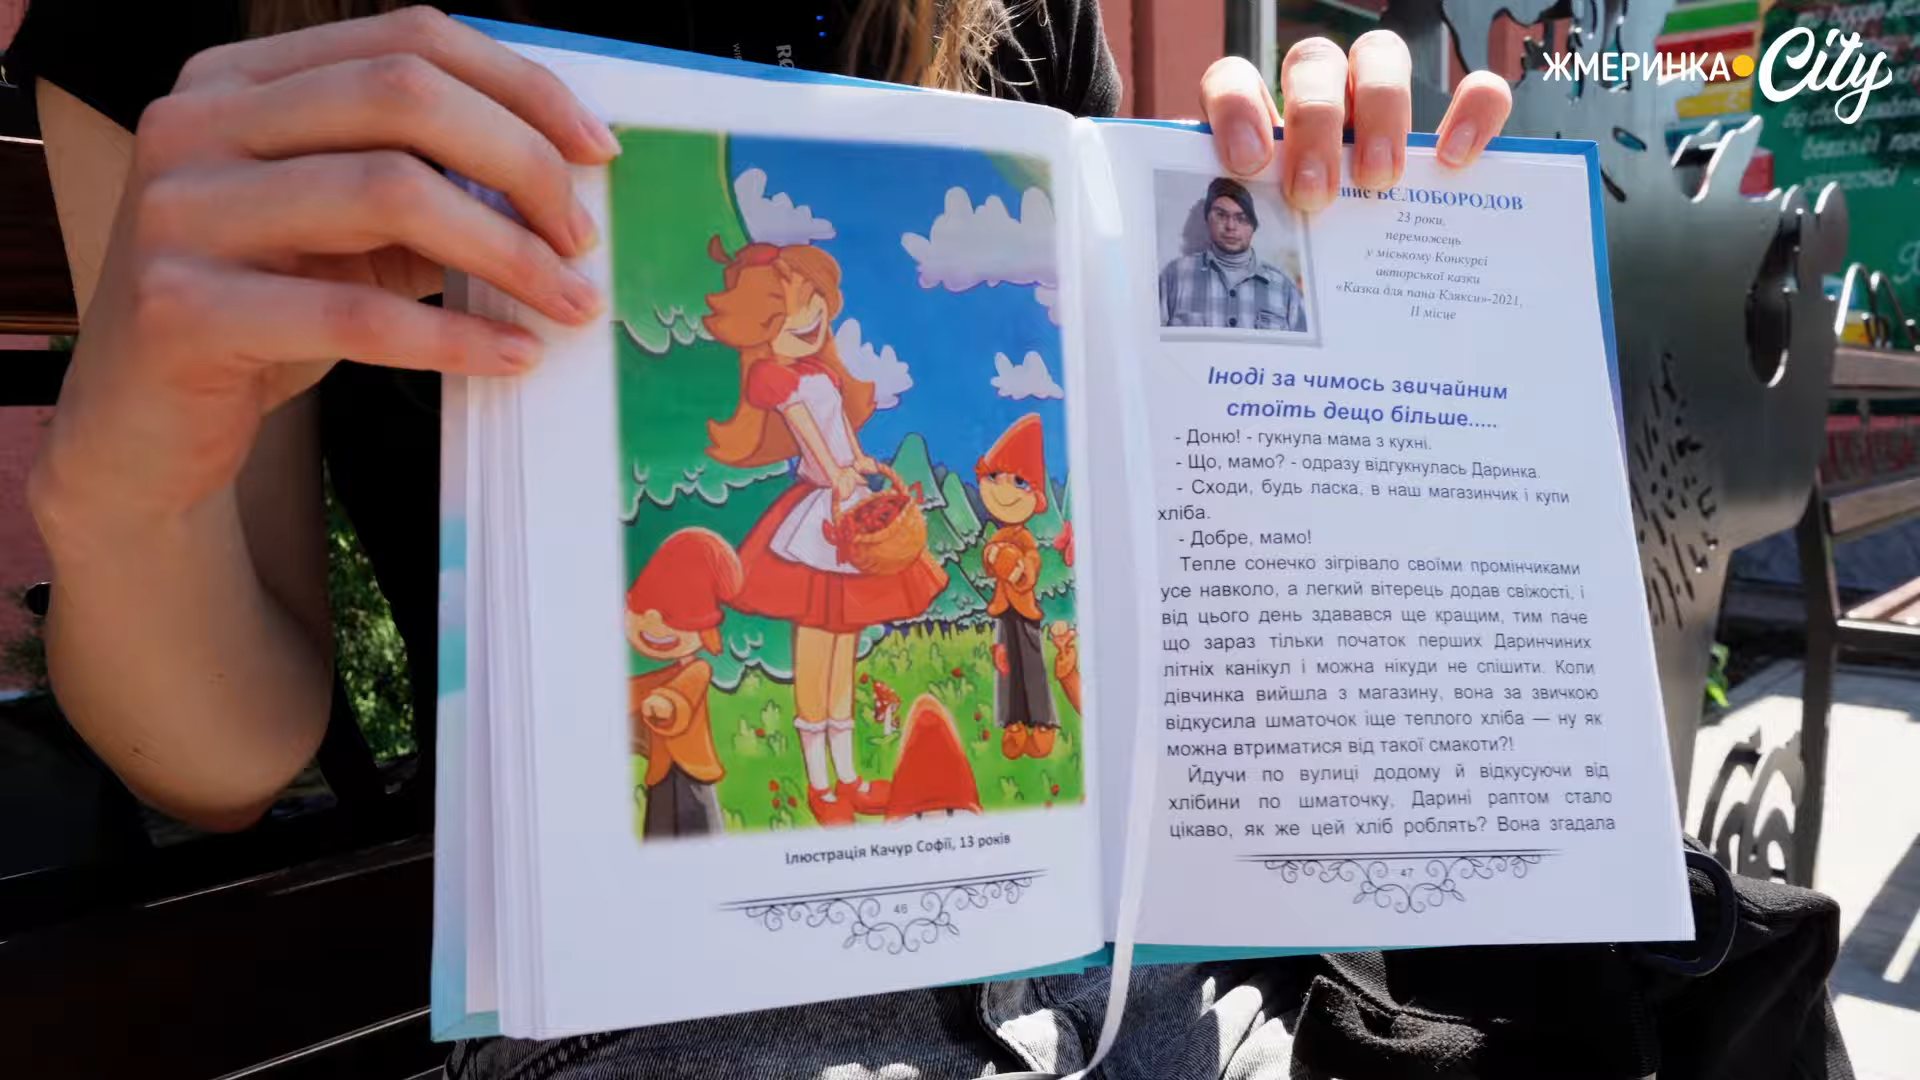 ЖМЕРИНКА City
Ілюстрація Качур Софії, 13 років
46
БЄЛОБОРОДОВ
23 роки,
переможець
у міському Конкурсі
авторської казки
«Казка для пана Клякси»-2021,
ІІ місце
Іноді за чимось звичайним
стоїть дещо більше.....
- Доню! - гукнула мама з кухні.
- Що, мамо? - одразу відгукнулась Даринка.
- Сходи, будь ласка, в наш магазинчик і купи
хліба.
- Добре, мамо!
Тепле сонечко зігрівало своїми промінчиками
усе навколо, а легкий вітерець додав свіжості, і
від цього день здавався ще кращим, тим паче
що зараз тільки початок перших Даринчиних
літніх канікул і можна нікуди не спішити. Коли
дівчинка вийшла з магазину, вона за звичкою
відкусила шматочок іще теплого хліба — ну як
можна втриматися від такої смакоти?!
Йдучи по вулиці додому й відкусуючи від
хлібини по шматочку, Дарині раптом стало
цікаво, як же цей хліб роблять? Вона згадала
47